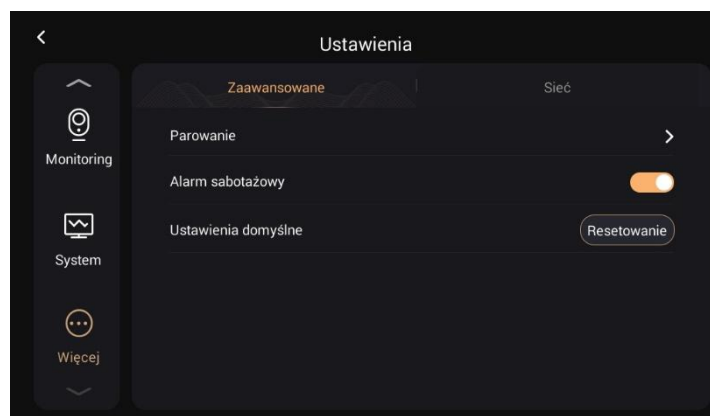 Ustawienia
Monitoring
System
Więcej
Zaawansowane
Sieć
Parowanie
Alarm sabotażowy
Ustawienia domyślne
Resetowanie